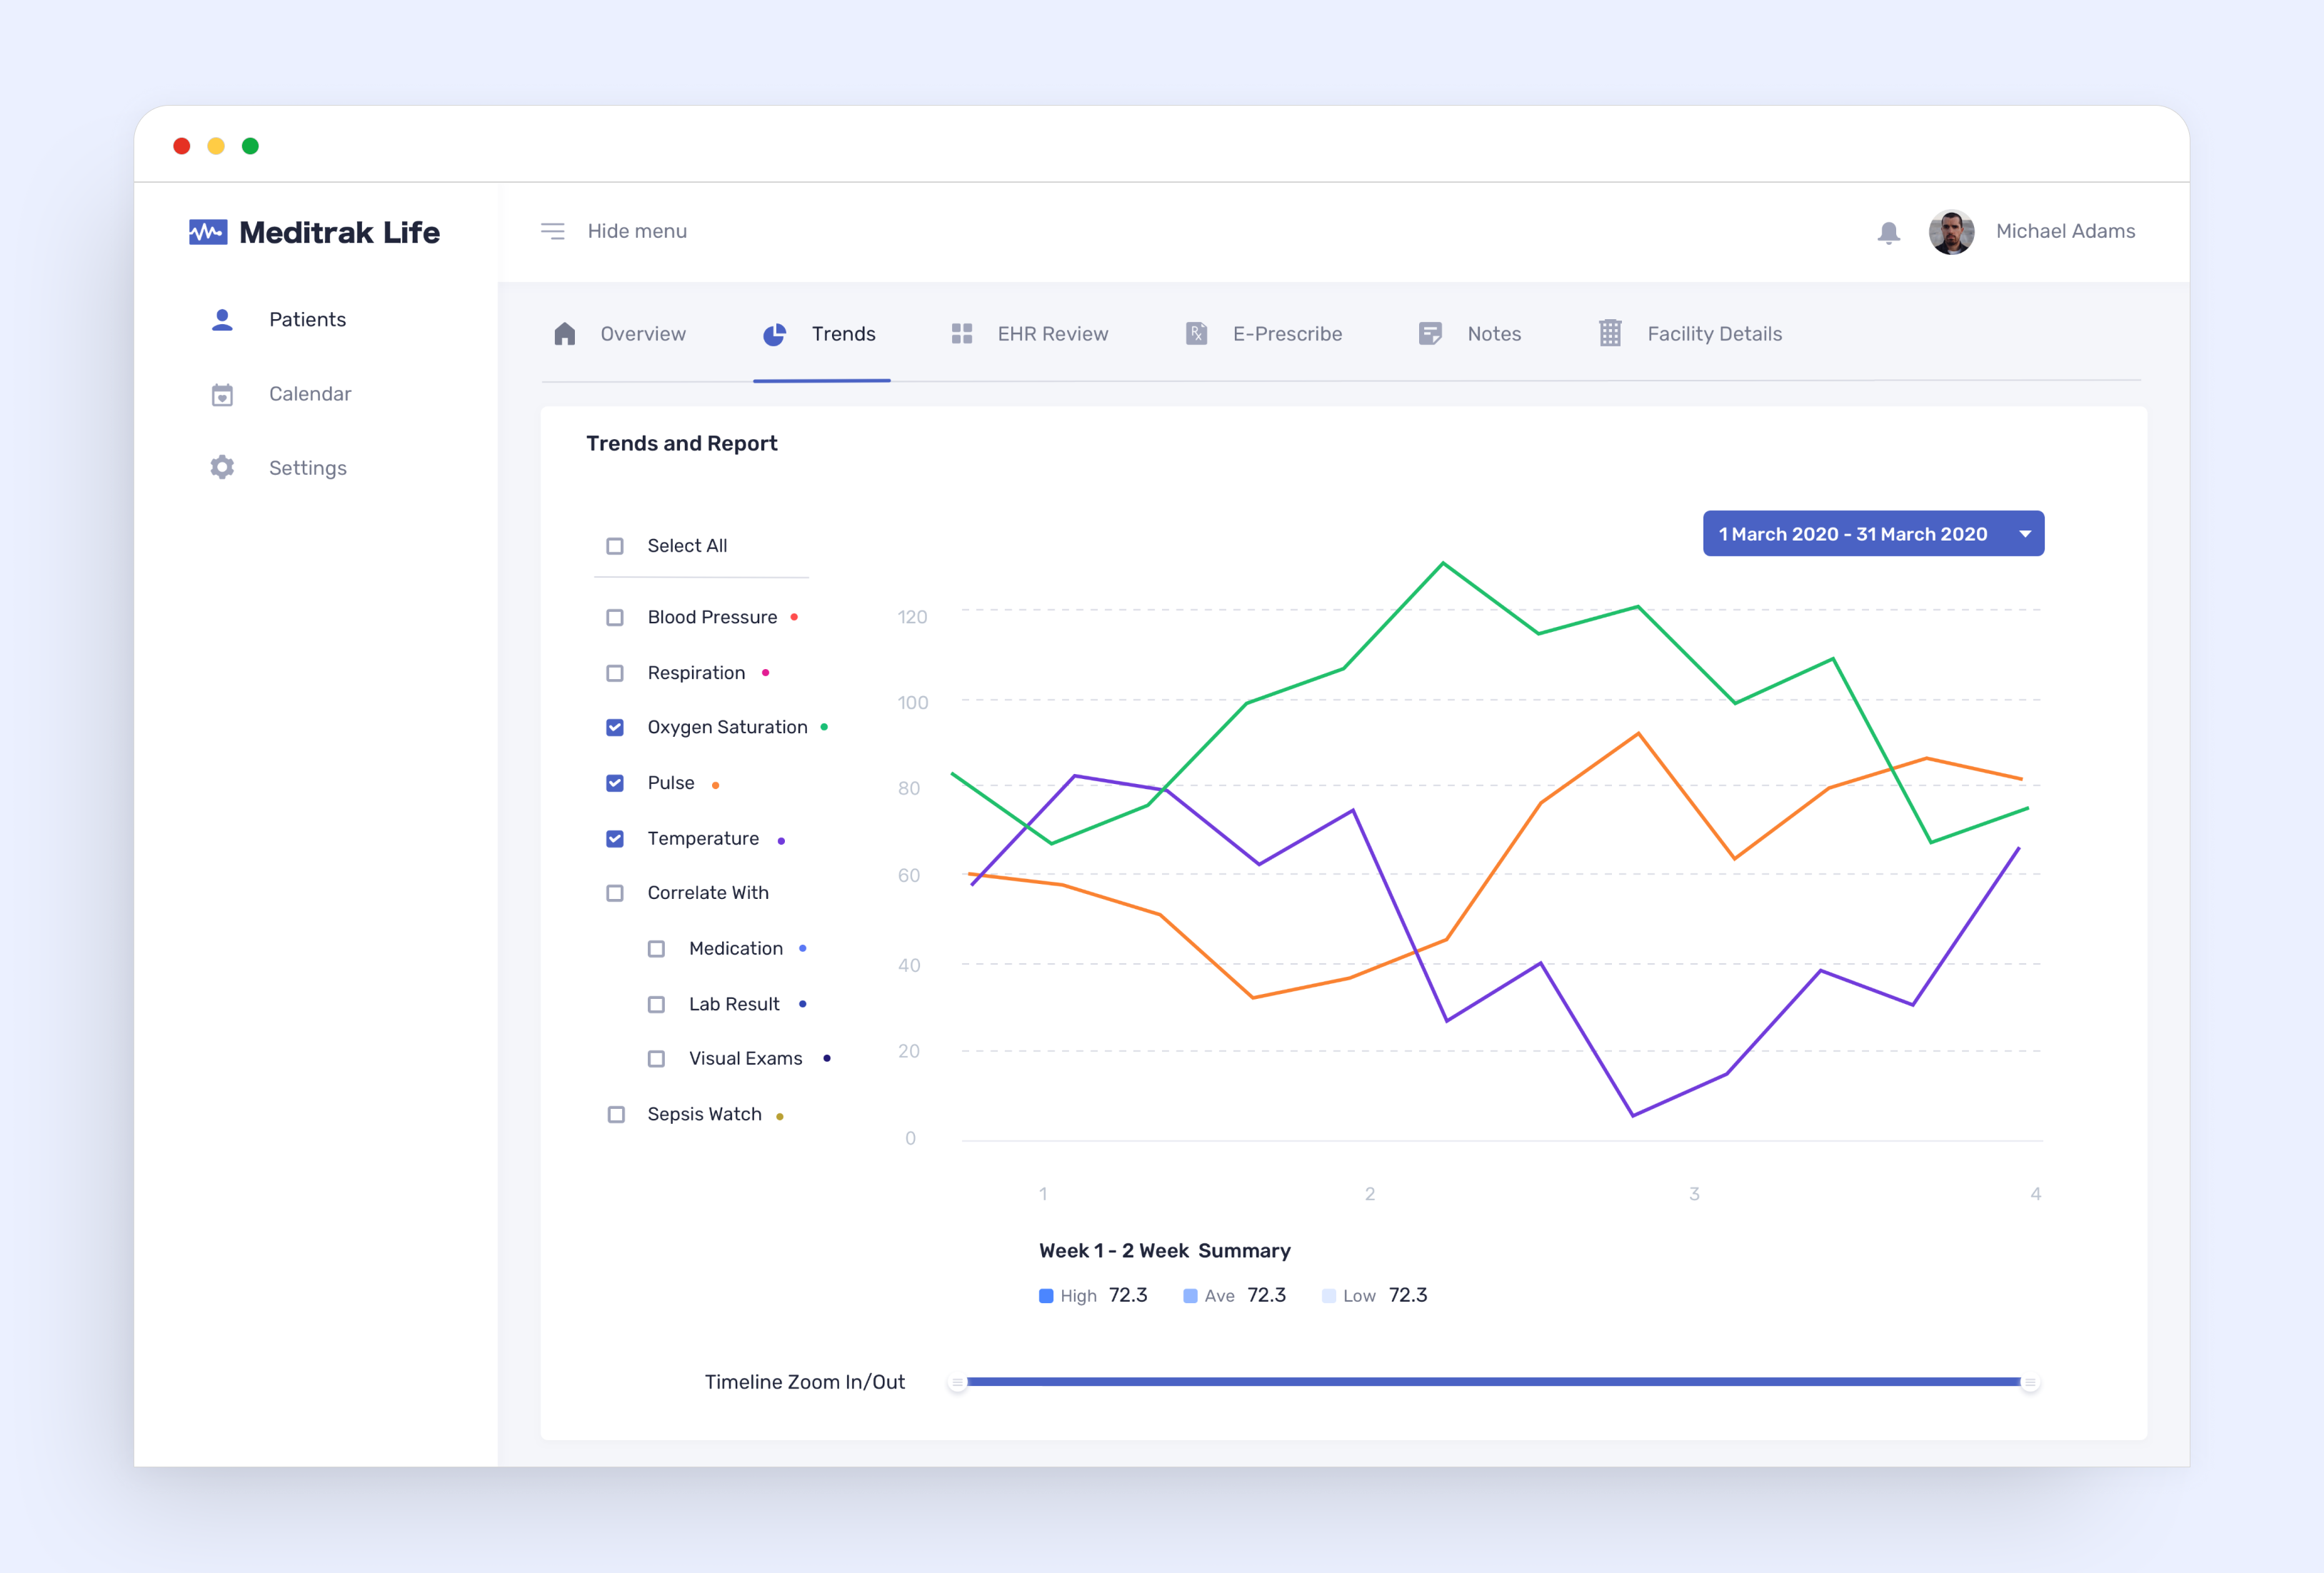 Meditrak Life
Hide menu
Michael Adams
Patients
Calendar
Settings
Overview
Trends
EHR Review
E-Prescribe
Notes
Facility Details
Trends and Report
1 March 2020 - 31 March 2020
Select All
Blood Pressure
Respiration
Oxygen Saturation
Pulse
Temperature
Correlate With
Medication
Lab Result
Visual Exams
Sepsis Watch
120
100
80
60
40
20
0
1 2 3 4
Week 1 - 2 Week Summary
High 72.3 Ave 72.3 Low 72.3
Timeline Zoom In/Out